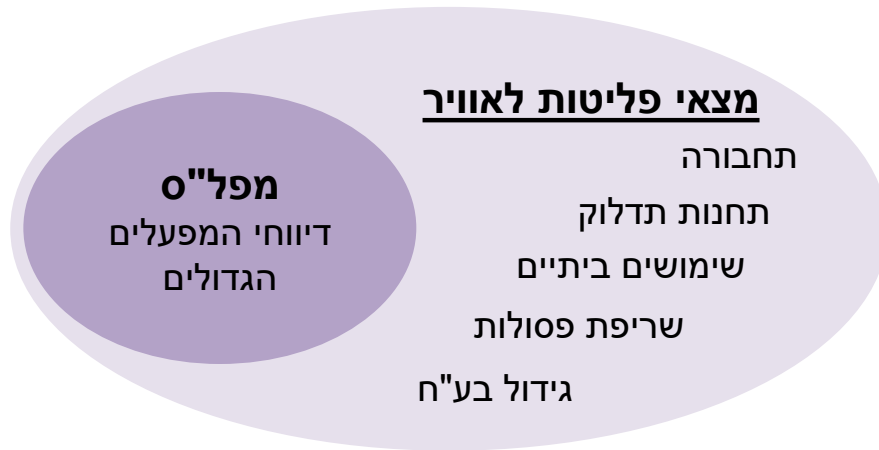 מצאי פליטות לאוויר
תחבורה
תחנות תדלוק
שימושים ביתיים
שריפת פסולות
גידול בע"ח
מפל"ס
דיווחי המפעלים
הגדולים